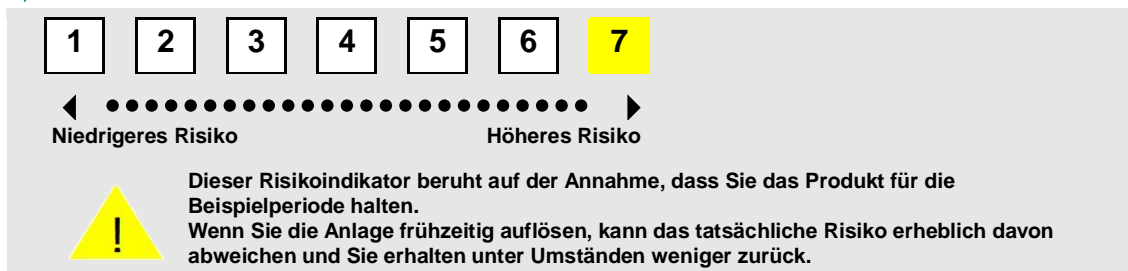 1 2 3 4 5 6 7
Niedrigeres Risiko Höheres Risiko
Dieser Risikoindikator beruht auf der Annahme, dass Sie das Produkt für die
Beispielperiode halten.
! Wenn Sie die Anlage frühzeitig auflösen, kann das tatsächliche Risiko erheblich davon
abweichen und Sie erhalten unter Umständen weniger zurück.